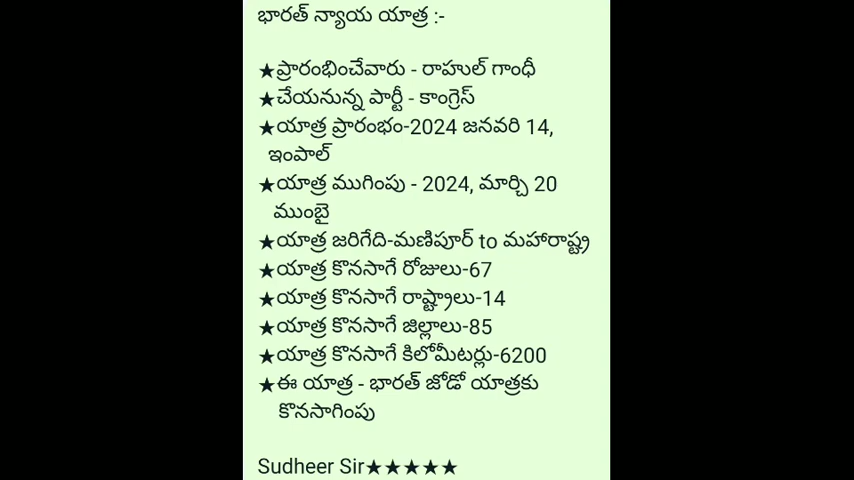 భారత్ న్యాయ యాత్ర :-
★ప్రారంభించేవారు - రాహుల్ గాంధీ
★చేయనున్న పార్టీ - కాంగ్రెస్
★యాత్ర ప్రారంభం-2024 జనవరి 14,
ఇంపాల్
★యాత్ర ముగింపు - 2024, మార్చి 20
ముంబై
★యాత్ర జరిగేది-మణిపూర్ to మహారాష్ట్ర
★యాత్ర కొనసాగే రోజులు-67
★యాత్ర కొనసాగే రాష్ట్రాలు-14
★యాత్ర కొనసాగే జిల్లాలు-85
★యాత్ర కొనసాగే కిలోమీటర్లు-6200
★ఈ యాత్ర - భారత్ జోడో యాత్రకు
కొనసాగింపు
Sudheer Sir★★★★★